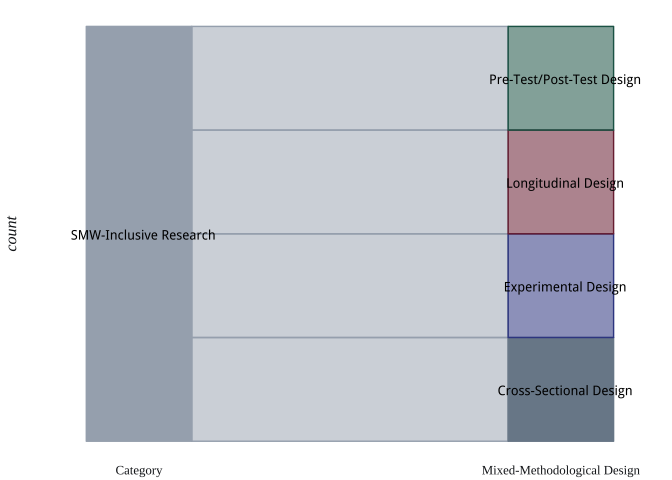 Pre-Test/Post-Test Design
Longitudinal Design
count
SMW-Inclusive Research
Experimental Design
Cross-Sectional Design
Category
Mixed-Methodological Design